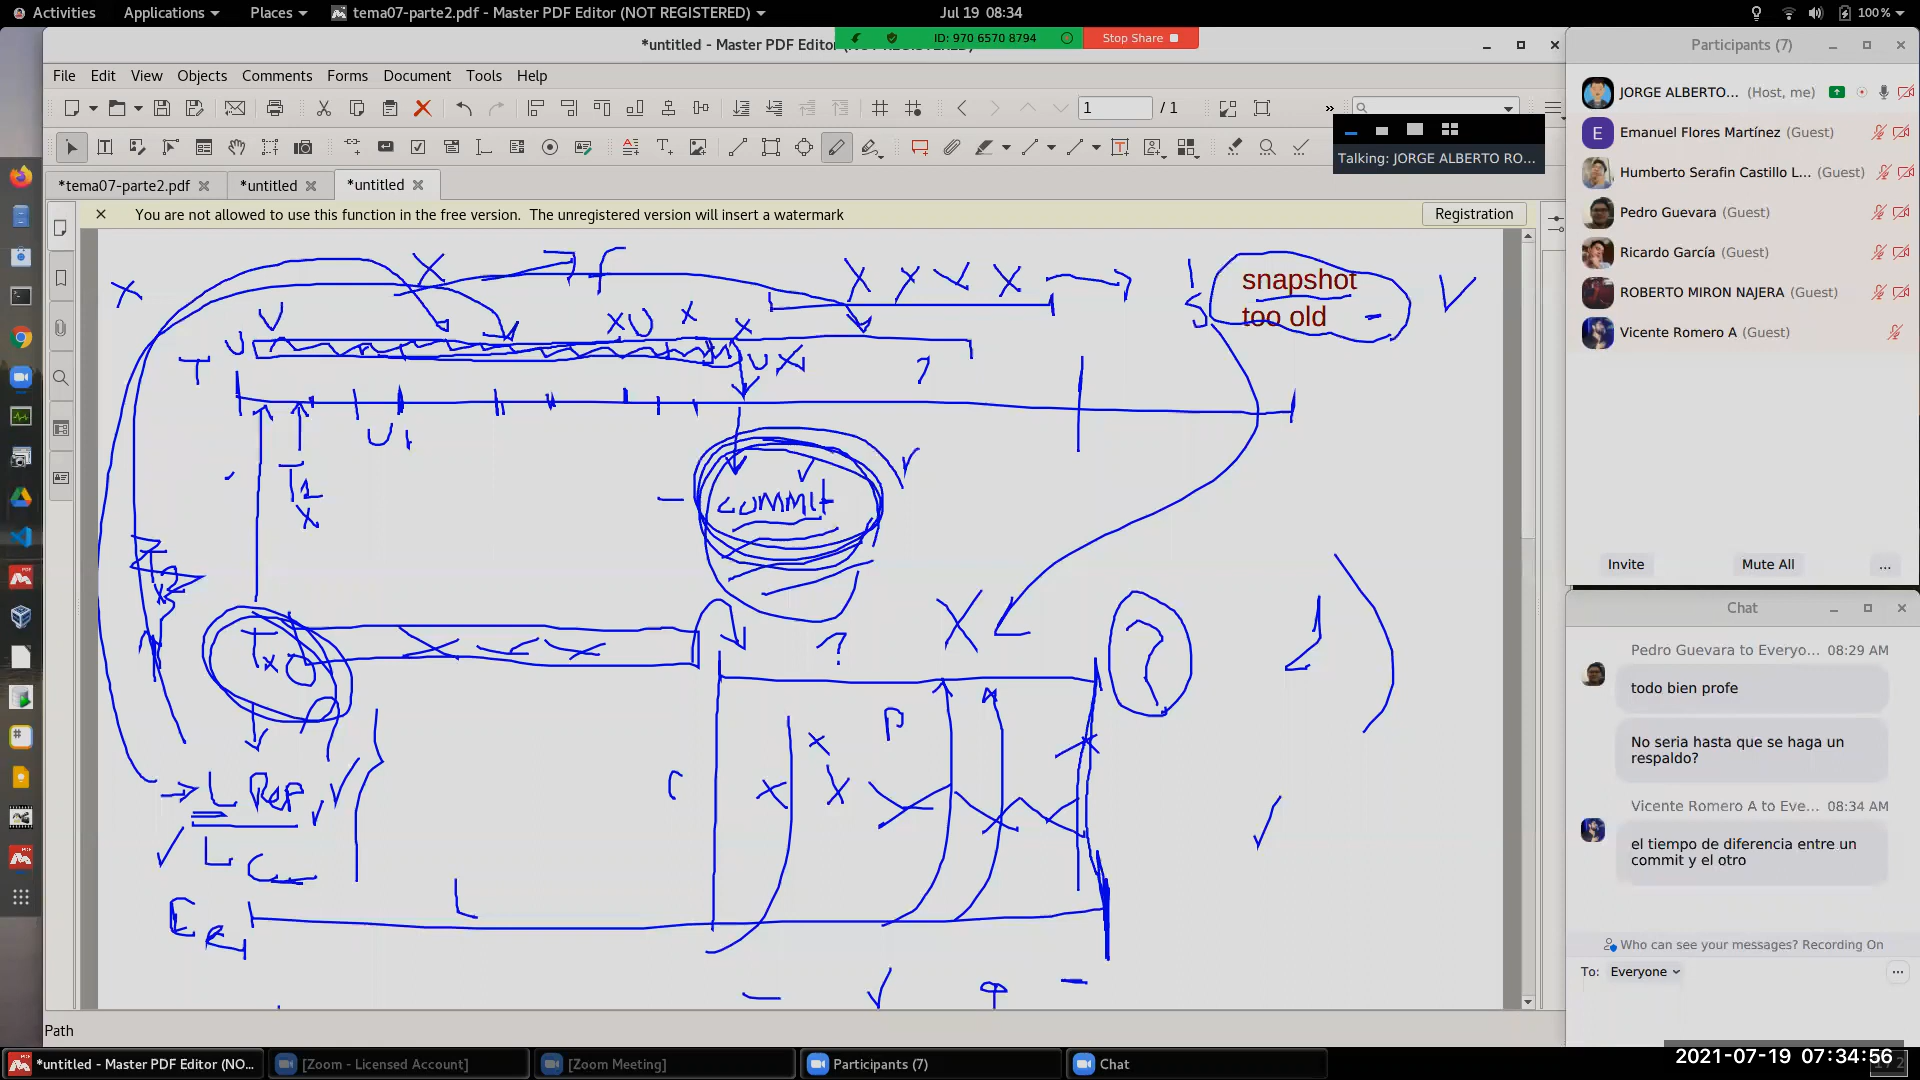 Activities
Applications
Places
tema07-parte2.pdf - Master PDF Editor (NOT REGISTERED)
Jul 19 08:34
100%
*untitled - Master PDF Editor (NOT REGISTERED)
ID: 970 6570 8794
Stop Share
File Edit View Objects Comments Forms Document Tools Help
1 / 1
Talking: JORGE ALBERTO RO...
*tema07-parte2.pdf
*untitled
*untitled
You are not allowed to use this function in the free version. The unregistered version will insert a watermark
Registration
snapshot
too old
T
U1
commit
Tx
L Rep
L
Path
Participants (7)
JORGE ALBERTO... (Host, me)
E
Emanuel Flores Martínez (Guest)
Humberto Serafin Castillo L... (Guest)
Pedro Guevara (Guest)
Ricardo García (Guest)
ROBERTO MIRON NAJERA (Guest)
Vicente Romero A (Guest)
Invite
Mute All
...
Chat
Pedro Guevara to Everyo... 08:29 AM
todo bien profe
No seria hasta que se haga un
respaldo?
Vicente Romero A to Eve... 08:34 AM
el tiempo de diferencia entre un
commit y el otro
Who can see your messages? Recording On
To: Everyone
*untitled - Master PDF Editor (NO...
[Zoom - Licensed Account]
[Zoom Meeting]
Participants (7)
Chat
2021-07-19 07:34:56